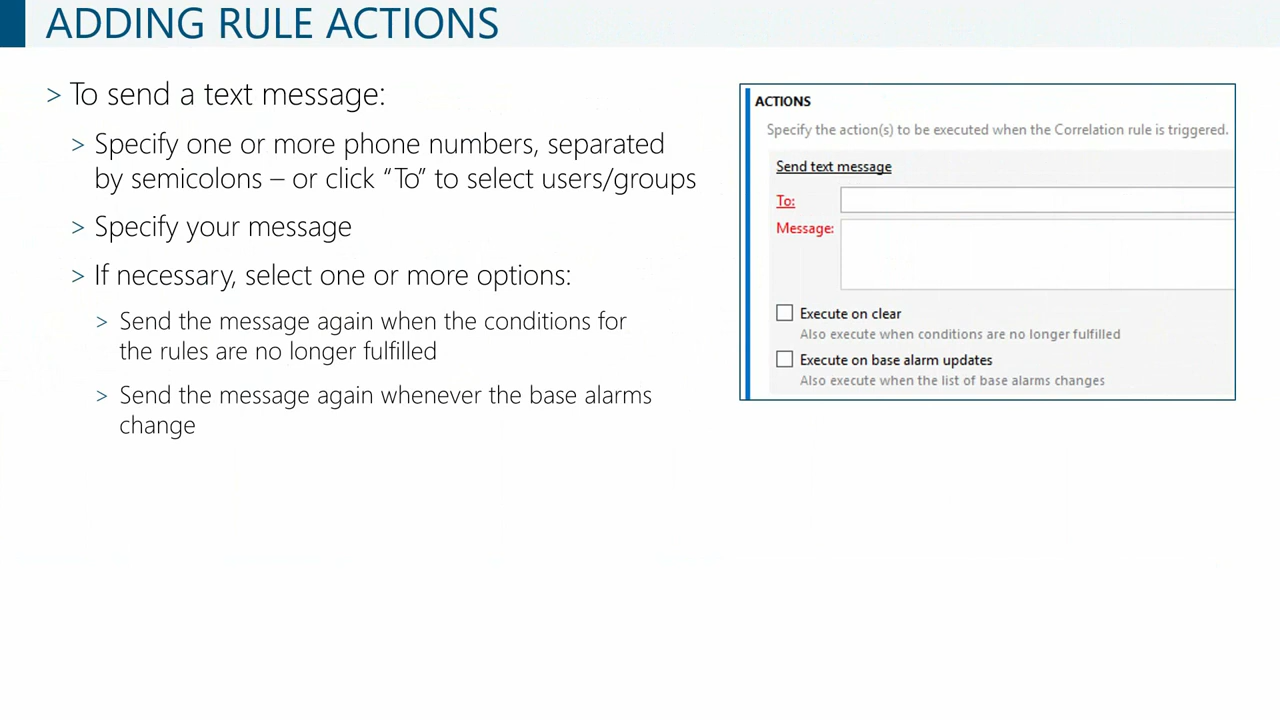 ADDING RULE ACTIONS
> To send a text message:
> Specify one or more phone numbers, separated
by semicolons – or click “To” to select users/groups
> Specify your message
> If necessary, select one or more options:
> Send the message again when the conditions for
the rules are no longer fulfilled
> Send the message again whenever the base alarms
change
ACTIONS
Specify the action(s) to be executed when the Correlation rule is triggered.
Send text message
To:
Message:
Execute on clear
Also execute when conditions are no longer fulfilled
Execute on base alarm updates
Also execute when the list of base alarms changes